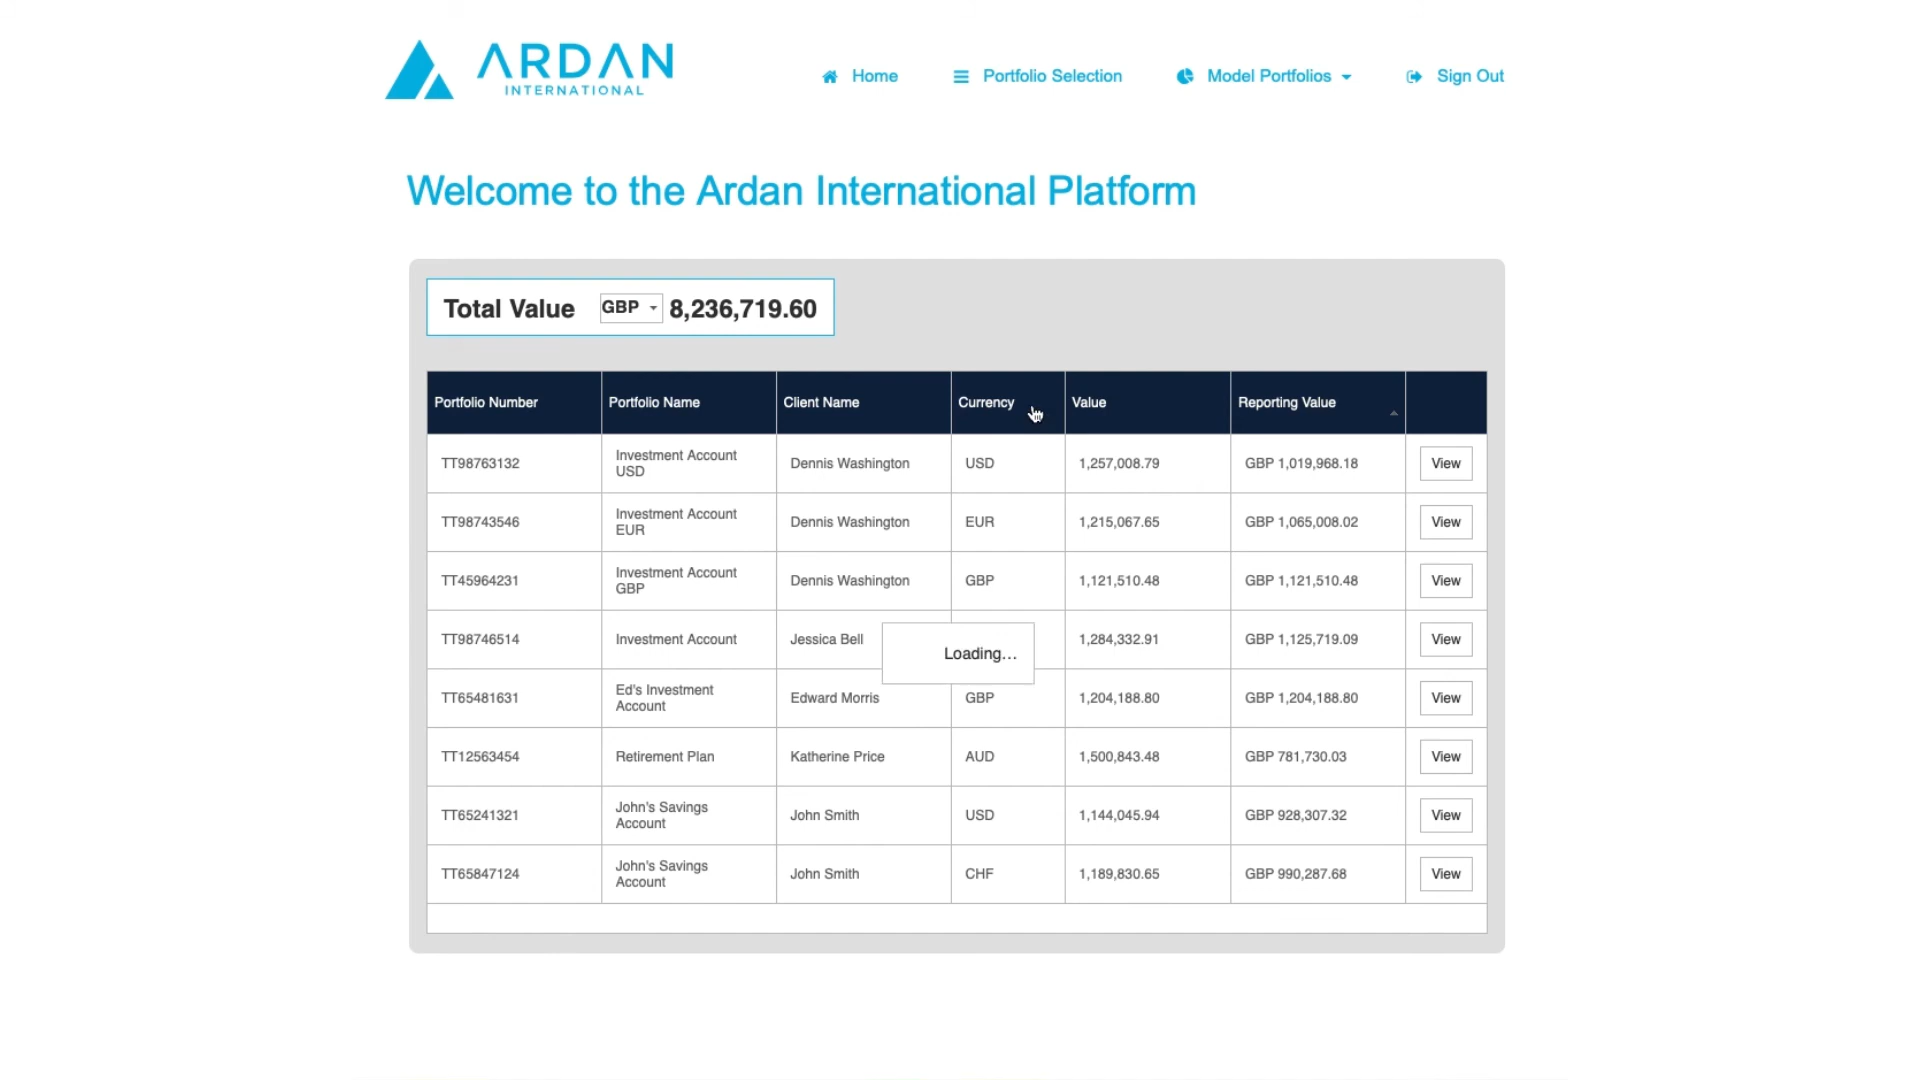 ARDAN
INTERNATIONAL
Home
Portfolio Selection
Model Portfolios
Sign Out
Welcome to the Ardan International Platform
Total Value GBP 8,236,719.60
Portfolio Number Portfolio Name Client Name Currency Value Reporting Value
TT98763132 Investment Account USD Dennis Washington USD 1,257,008.79 GBP 1,019,968.18 View
TT98743546 Investment Account EUR Dennis Washington EUR 1,215,067.65 GBP 1,065,008.02 View
TT45964231 Investment Account GBP Dennis Washington GBP 1,121,510.48 GBP 1,121,510.48 View
TT98746514 Investment Account Jessica Bell 1,284,332.91 GBP 1,125,719.09 View
Loading...
TT65481631 Ed's Investment Account Edward Morris GBP 1,204,188.80 GBP 1,204,188.80 View
TT12563454 Retirement Plan Katherine Price AUD 1,500,843.48 GBP 781,730.03 View
TT65241321 John's Savings Account John Smith USD 1,144,045.94 GBP 928,307.32 View
TT65847124 John's Savings Account John Smith CHF 1,189,830.65 GBP 990,287.68 View